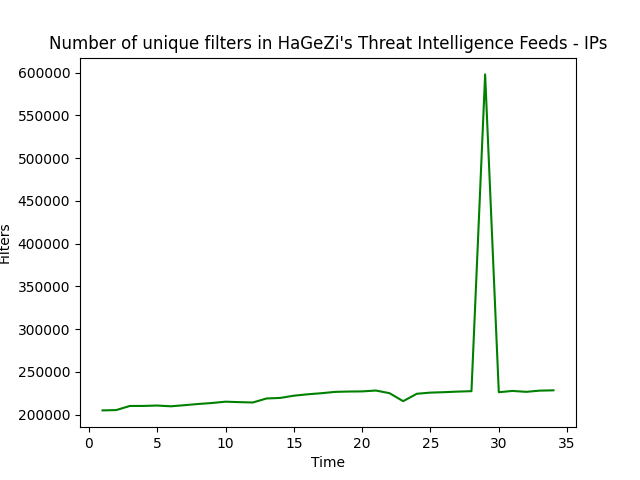 Number of unique filters in HaGeZi's Threat Intelligence Feeds - IPs
600000
550000
500000
450000
400000
350000
300000
250000
200000
Filters
0 5 10 15 20 25 30 35
Time